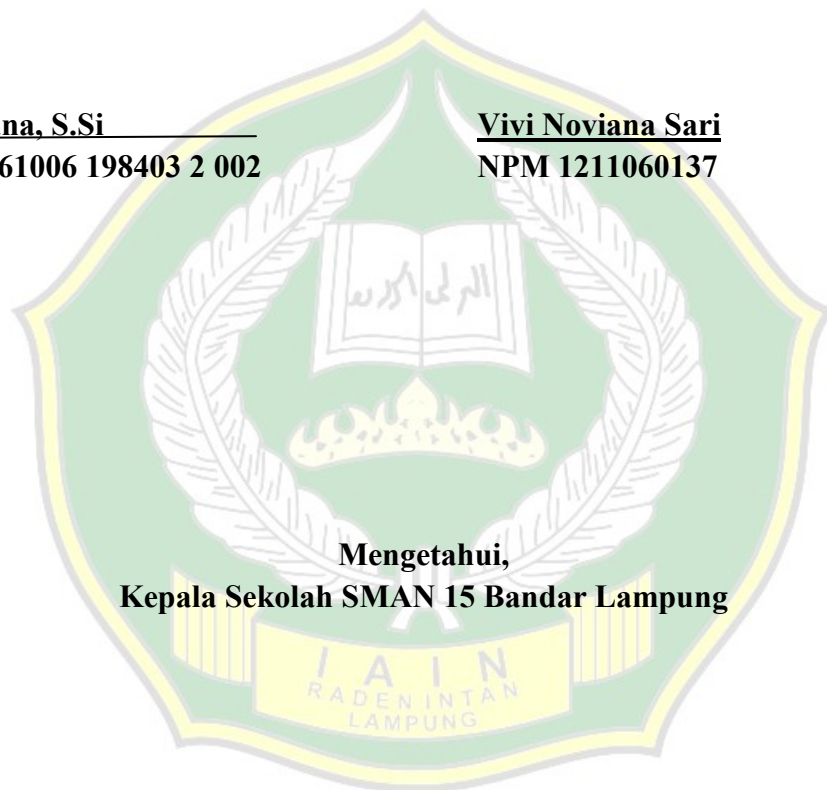 na, S.Si
61006 198403 2 002
Vivi Noviana Sari
NPM 1211060137
Mengetahui,
Kepala Sekolah SMAN 15 Bandar Lampung
I A I N
RADEN INTAN
LAMPUNG